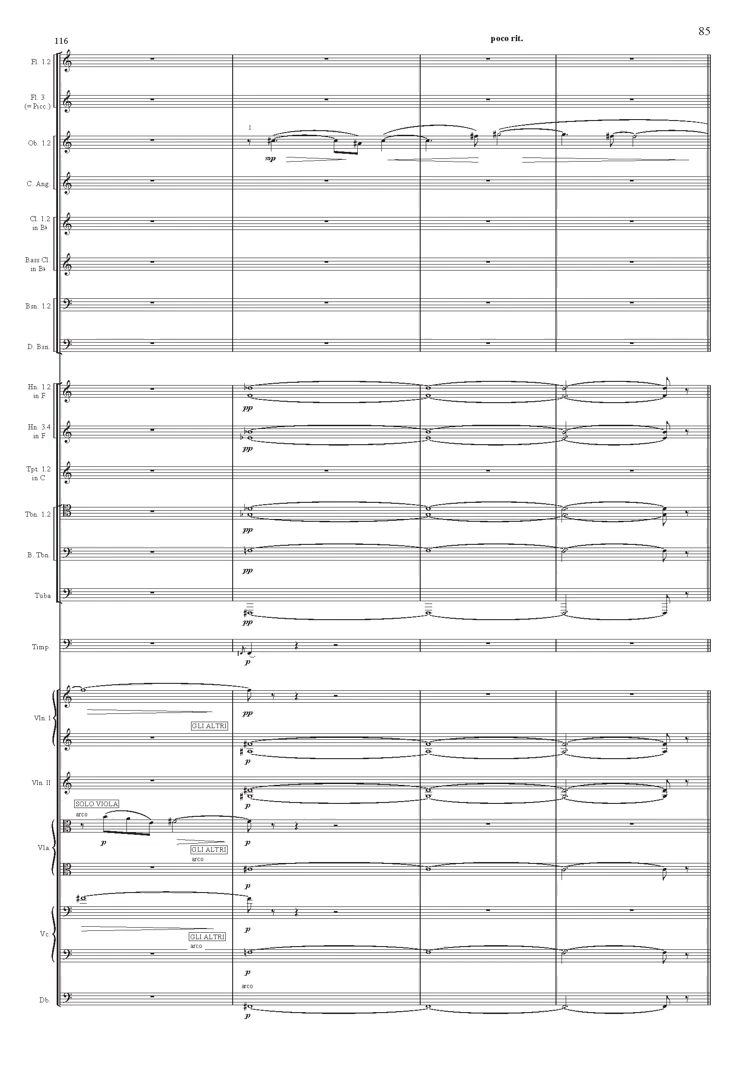 85
116
poco rit.
Fl. 1.2
Fl. 3
(=Picc.)
1.
Ob. 1.2
mp
C. Ang.
Cl. 1.2
in B♭
Bass Cl.
in B♭
Bsn. 1.2
D. Bsn.
Hn. 1.2
in F
pp
Hn. 3.4
in F
pp
Tpt. 1.2
in C
Tbn. 1.2
pp
B. Tbn.
pp
Tuba
pp
Timp.
p
Vln. I
pp
GLI ALTRI
p
Vln. II
p
SOLO VIOLA
arco
p
p
Vla.
GLI ALTRI
arco
p
Vc.
p
GLI ALTRI
arco
p
arco
Db.
p